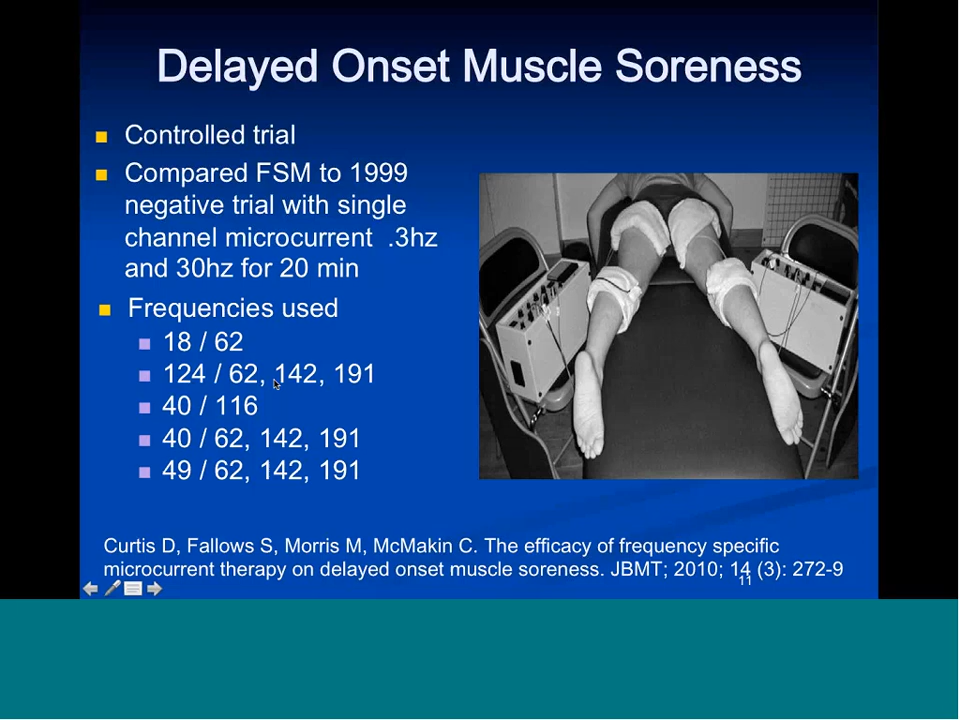 Delayed Onset Muscle Soreness
Controlled trial
Compared FSM to 1999
negative trial with single
channel microcurrent .3hz
and 30hz for 20 min
Frequencies used
18 / 62
124 / 62, 142, 191
40 / 116
40 / 62, 142, 191
49 / 62, 142, 191
Curtis D, Fallows S, Morris M, McMakin C. The efficacy of frequency specific
microcurrent therapy on delayed onset muscle soreness. JBMT; 2010; 14 (3): 272-9
11